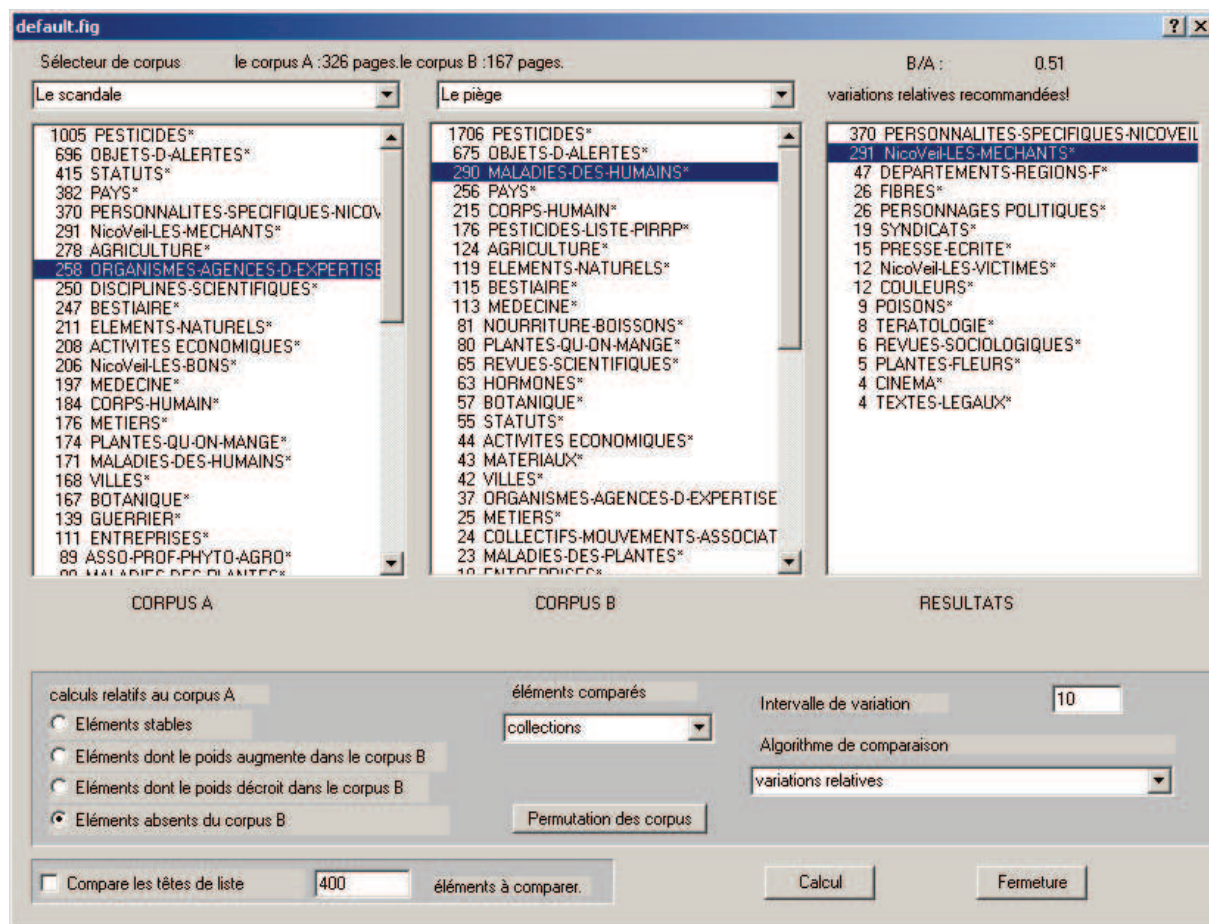 default.fig
Sélecteur de corpus le corpus A :326 pages.le corpus B :167 pages. B/A : 0.51
Le scandale
Le piège
variations relatives recommandées!
1005 PESTICIDES*
696 OBJETS-D-ALERTES*
415 STATUTS*
382 PAYS*
370 PERSONNALITES-SPECIFIQUES-NICOV
291 NicoVeil-LES-MECHANTS*
278 AGRICULTURE*
258 ORGANISMES-AGENCES-D-EXPERTISE
250 DISCIPLINES-SCIENTIFIQUES*
247 BESTIAIRE*
211 ELEMENTS-NATURELS*
208 ACTIVITES ECONOMIQUES*
206 NicoVeil-LES-BONS*
197 MEDECINE*
184 CORPS-HUMAIN*
176 METIERS*
174 PLANTES-QU-ON-MANGE*
171 MALADIES-DES-HUMAINS*
168 VILLES*
167 BOTANIQUE*
139 GUERRIER*
111 ENTREPRISES*
89 ASSO-PROF-PHYTO-AGRO*
MALADIES-DES-PLANTES*
CORPUS A
1706 PESTICIDES*
675 OBJETS-D-ALERTES*
290 MALADIES-DES-HUMAINS*
256 PAYS*
215 CORPS-HUMAIN*
176 PESTICIDES-LISTE-PIRRP*
124 AGRICULTURE*
119 ELEMENTS-NATURELS*
115 BESTIAIRE*
113 MEDECINE*
81 NOURRITURE-BOISSONS*
80 PLANTES-QU-ON-MANGE*
65 REVUES-SCIENTIFIQUES*
63 HORMONES*
57 BOTANIQUE*
55 STATUTS*
44 ACTIVITES ECONOMIQUES*
43 MATERIAUX*
42 VILLES*
37 ORGANISMES-AGENCES-D-EXPERTISE
25 METIERS*
24 COLLECTIFS-MOUVEMENTS-ASSOCIAT
23 MALADIES-DES-PLANTES*
ENTREPRISES*
CORPUS B
370 PERSONNALITES-SPECIFIQUES-NICOVEIL
291 NicoVeil-LES-MECHANTS*
47 DEPARTEMENTS-REGIONS-F*
26 FIBRES*
26 PERSONNAGES POLITIQUES*
19 SYNDICATS*
15 PRESSE-ECRITE*
12 NicoVeil-LES-VICTIMES*
12 COULEURS*
9 POISONS*
8 TERATOLOGIE*
6 REVUES-SOCIOLOGIQUES*
5 PLANTES-FLEURS*
4 CINEMA*
4 TEXTES-LEGAUX*
RESULTATS
calculs relatifs au corpus A
Eléments stables
Eléments dont le poids augmente dans le corpus B
Eléments dont le poids décroit dans le corpus B
Eléments absents du corpus B
éléments comparés
collections
Permutation des corpus
Intervalle de variation 10
Algorithme de comparaison
variations relatives
Compare les têtes de liste 400 éléments à comparer.
Calcul
Fermeture